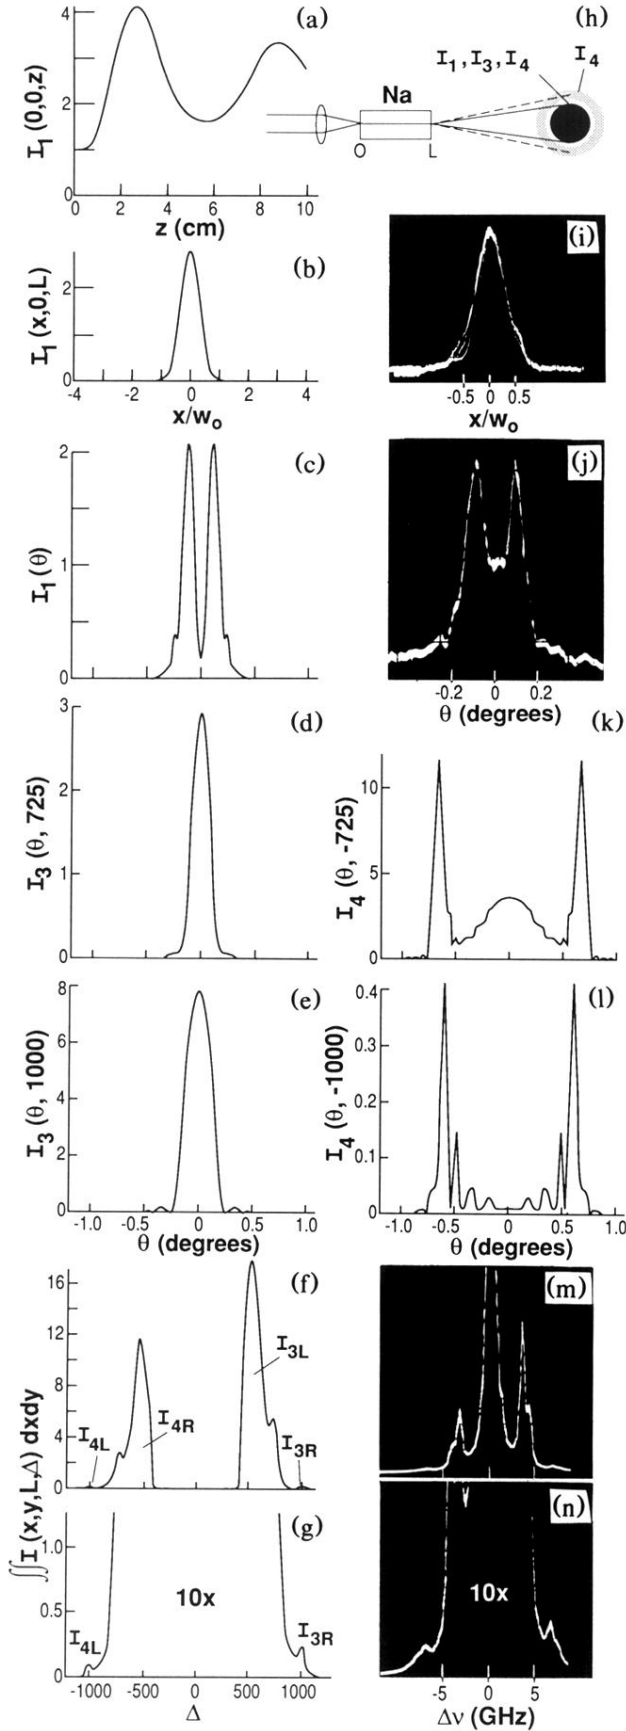 (a)
4
2
0
I1 (0,0,z)
0 2 4 6 8 10
z (cm)
(h)
I1, I3, I4
I4
Na
O
L
(b)
2
0
I1 (x,0,L)
-4 -2 0 2 4
x/wo
(i)
-0.5 0 0.5
x/wo
(c)
2
1
0
I1 (θ)
(j)
-0.2 0 0.2
θ (degrees)
(d)
3
2
1
0
I3 (θ, 725)
(k)
10
5
0
I4 (θ, -725)
(e)
8
6
4
2
0
I3 (θ, 1000)
-1.0 -0.5 0 0.5 1.0
θ (degrees)
(l)
0.4
0.3
0.2
0.1
0
I4 (θ, -1000)
-1.0 -0.5 0 0.5 1.0
θ (degrees)
(f)
16
12
8
4
0
I3L
I4R
I4L
I3R
∬I (x,y,L,Δ) dxdy
(m)
(g)
1.0
0.5
0
10x
I4L
I3R
-1000 -500 0 500 1000
Δ
(n)
10x
-5 0 5
Δν (GHz)